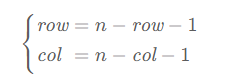 row = n − row − 1
col = n − col − 1